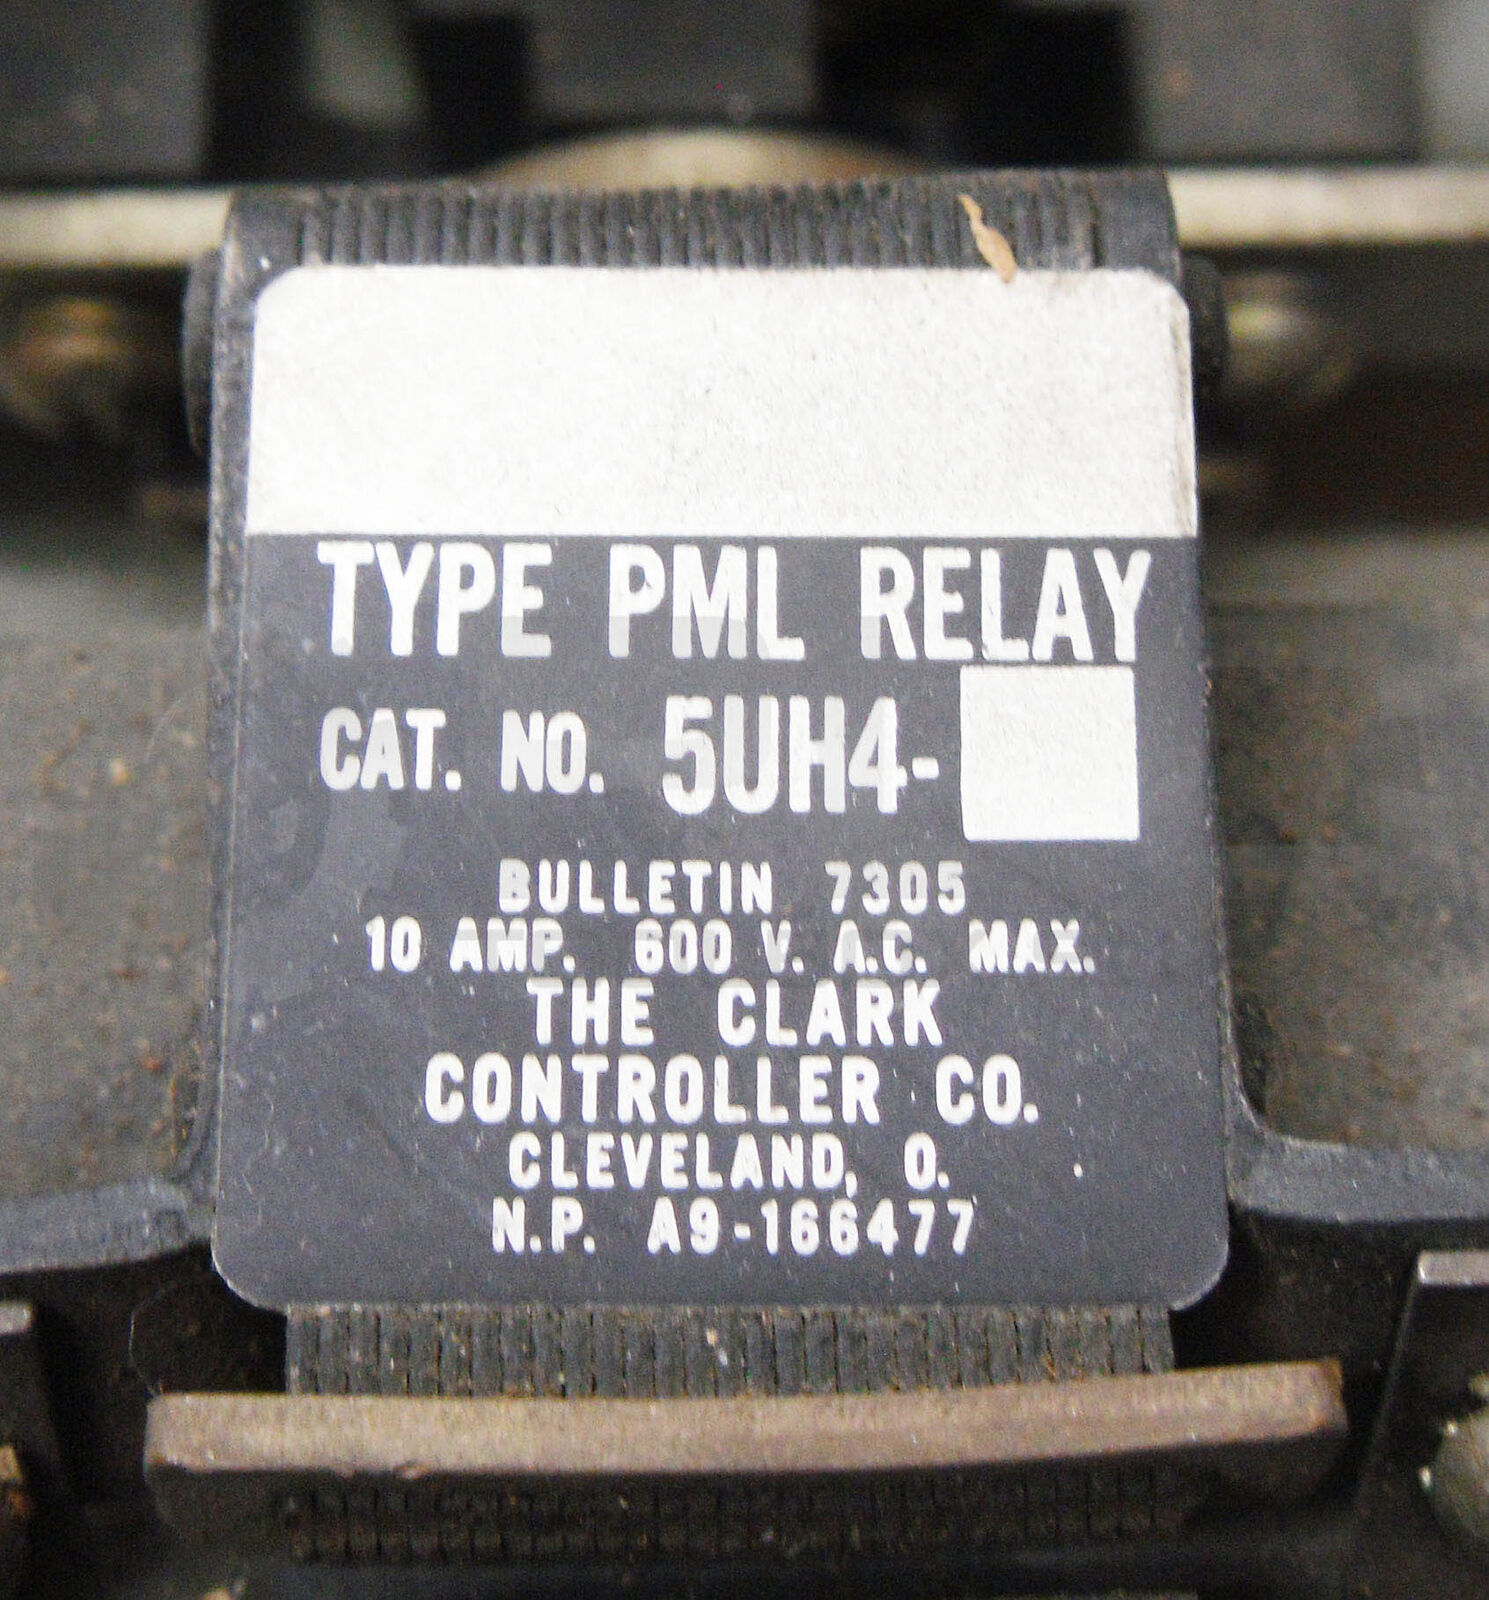 TYPE PML RELAY
CAT. NO. 5UH4-
BULLETIN 7305
10 AMP. 600 V. A.C. MAX.
THE CLARK
CONTROLLER CO.
CLEVELAND, O.
N.P. A9-166477